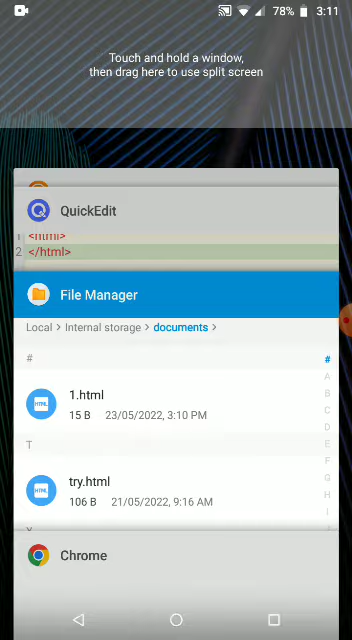 78% 3:11
Touch and hold a window,
then drag here to use split screen
QuickEdit
1 <html>
2 </html>
File Manager
Local > Internal storage > documents >
# #
A
1.html
B
15 B 23/05/2022, 3:10 PM
C
D
T E
F
try.html
G
106 B 21/05/2022, 9:16 AM
H
I
Chrome